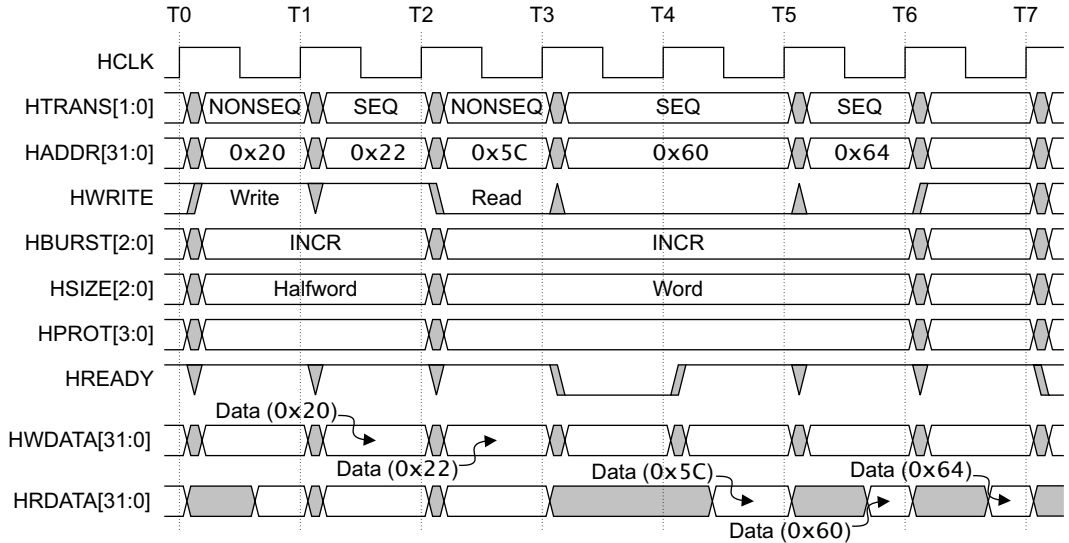 T0 T1 T2 T3 T4 T5 T6 T7
HCLK
HTRANS[1:0] NONSEQ SEQ NONSEQ SEQ SEQ
HADDR[31:0] 0x20 0x22 0x5C 0x60 0x64
HWRITE Write Read
HBURST[2:0] INCR INCR
HSIZE[2:0] Halfword Word
HPROT[3:0]
HREADY
Data (0x20)
HWDATA[31:0]
Data (0x22) Data (0x5C) Data (0x64)
HRDATA[31:0]
Data (0x60)